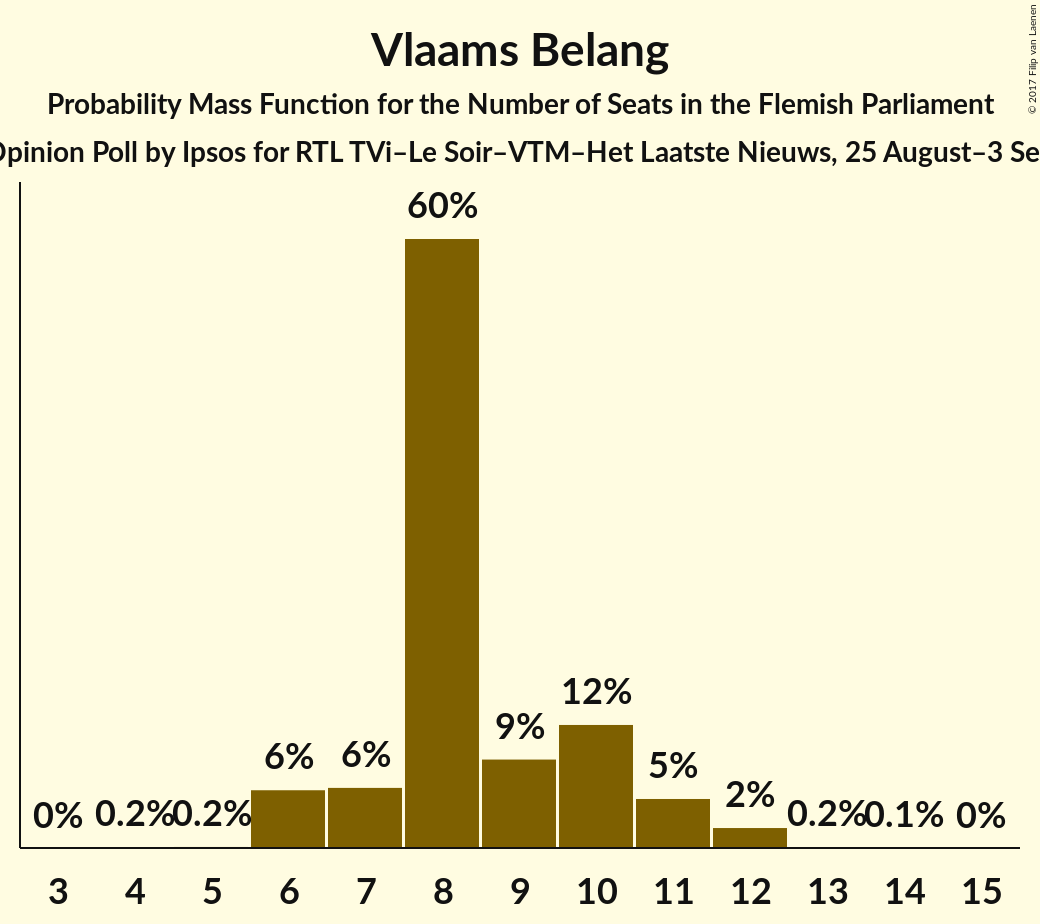 Vlaams Belang
Probability Mass Function for the Number of Seats in the Flemish Parliament
Opinion Poll by Ipsos for RTL TVi–Le Soir–VTM–Het Laatste Nieuws, 25 August–3 Se
© 2017 Filip van Laenen
60%
12%
9%
6% 6% 5%
2%
0% 0.2% 0.2% 0.2% 0.1% 0%
3 4 5 6 7 8 9 10 11 12 13 14 15